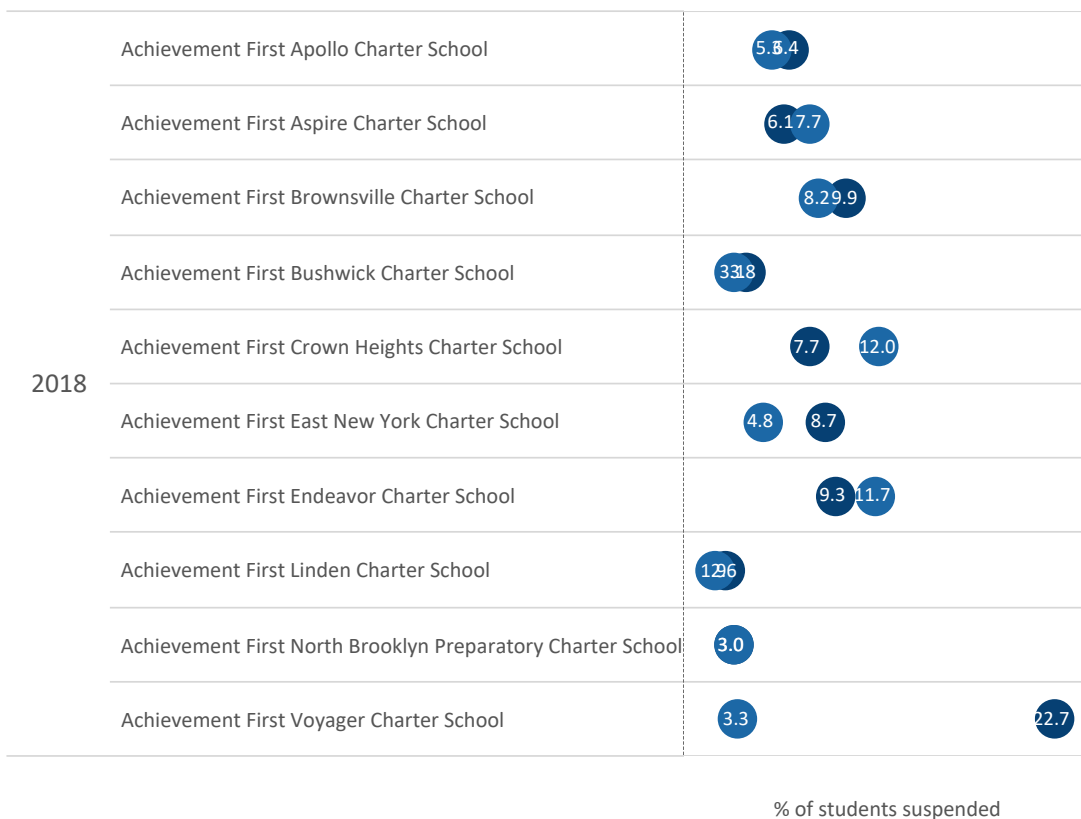 Achievement First Apollo Charter School
6.4
Achievement First Aspire Charter School
6.1 7.7
Achievement First Brownsville Charter School
8.2 9.9
Achievement First Bushwick Charter School
Achievement First Crown Heights Charter School
7.7 12.0
2018
Achievement First East New York Charter School
4.8 8.7
Achievement First Endeavor Charter School
9.3 11.7
Achievement First Linden Charter School
Achievement First North Brooklyn Preparatory Charter School
3.0
Achievement First Voyager Charter School
3.3 22.7
% of students suspended